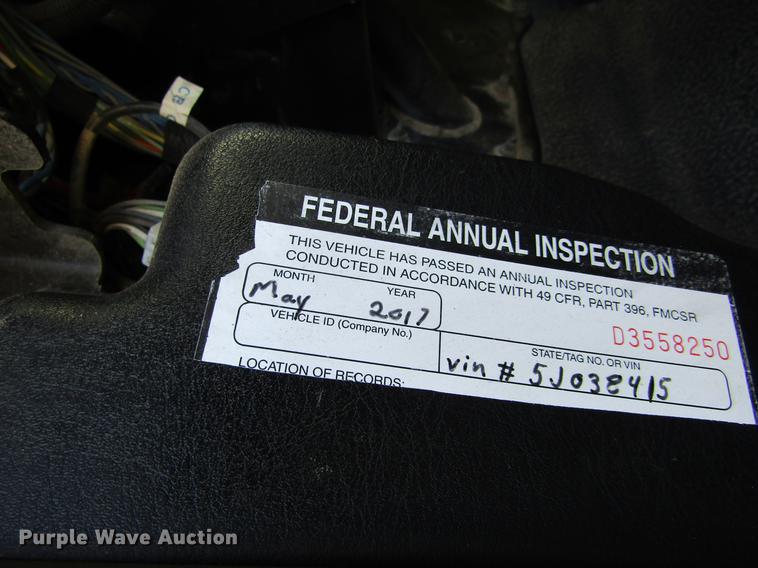 CB
FEDERAL ANNUAL INSPECTION
THIS VEHICLE HAS PASSED AN ANNUAL INSPECTION
CONDUCTED IN ACCORDANCE WITH 49 CFR, PART 396, FMCSR
MONTH YEAR
May 2017
D3558250
VEHICLE ID (Company No.)
STATE/TAG NO. OR VIN
vin # 5J038415
LOCATION OF RECORDS:
Purple Wave Auction